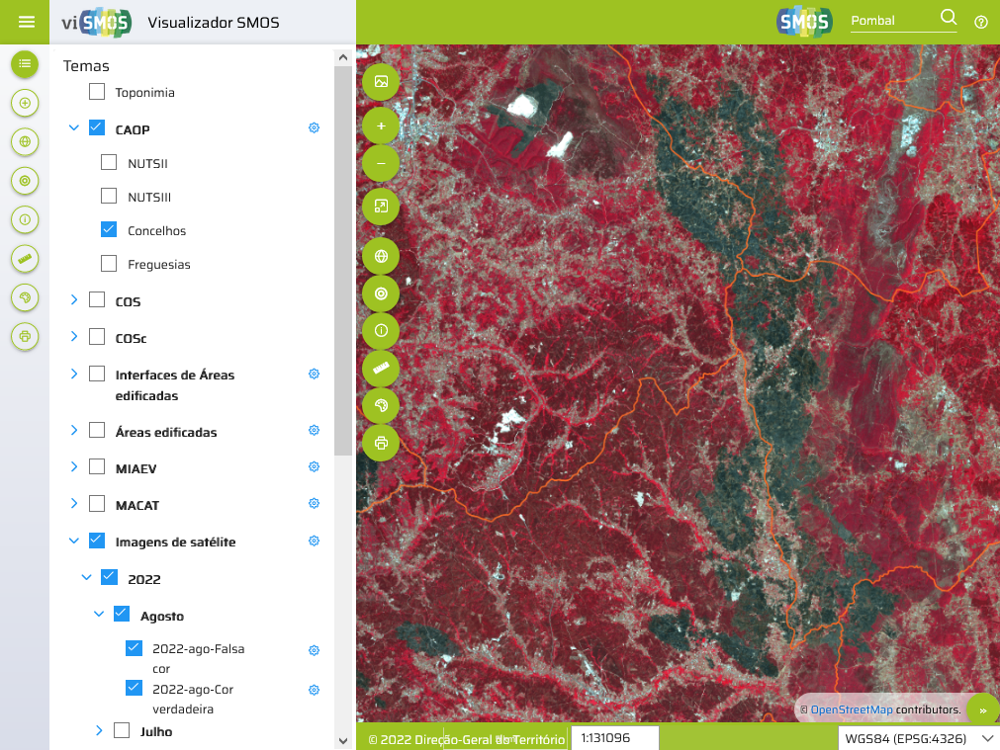 vi SMOS Visualizador SMOS
SMOS Pombal
Temas
Toponimia
CAOP
NUTSII
NUTSIII
Concelhos
Freguesias
COS
COSc
Interfaces de Áreas
edificadas
Áreas edificadas
MIAEV
MACAT
Imagens de satélite
2022
Agosto
2022-ago-Falsa
cor
2022-ago-Cor
verdadeira
Julho
© OpenStreetMap contributors. »
© 2022 Direção-Geral do Território 1:131096 WGS84 (EPSG:4326)